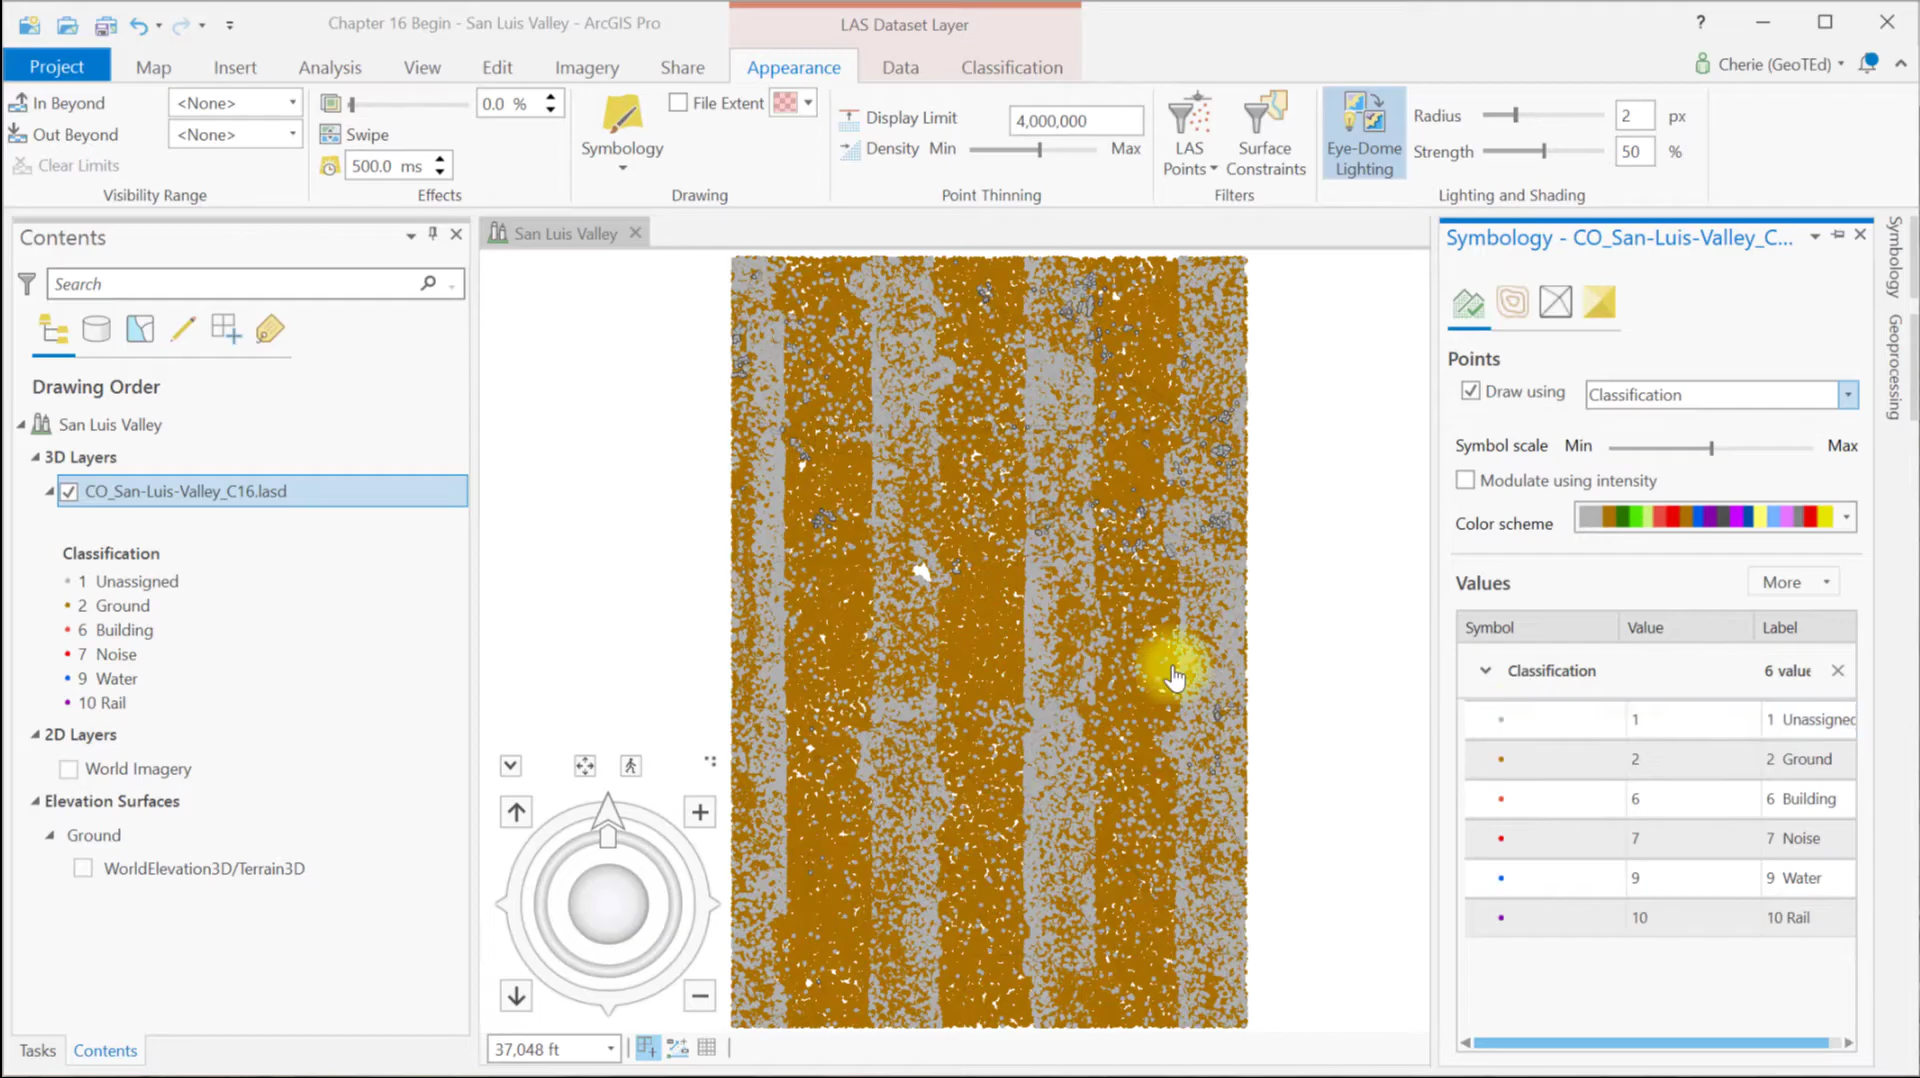 Chapter 16 Begin - San Luis Valley - ArcGIS Pro
LAS Dataset Layer
?
Project
Map
Insert
Analysis
View
Edit
Imagery
Share
Appearance
Data
Classification
Cherie (GeoTEd)
In Beyond
<None>
Out Beyond
<None>
Clear Limits
Visibility Range
0.0 %
Swipe
500.0 ms
Effects
Symbology
File Extent
Drawing
Display Limit
4,000,000
Density Min
Max
Point Thinning
LAS
Points
Surface
Constraints
Filters
Eye-Dome
Lighting
Radius
2 px
Strength
50 %
Lighting and Shading
Contents
Search
Drawing Order
San Luis Valley
3D Layers
CO_San-Luis-Valley_C16.lasd
Classification
1 Unassigned
2 Ground
6 Building
7 Noise
9 Water
10 Rail
2D Layers
World Imagery
Elevation Surfaces
Ground
WorldElevation3D/Terrain3D
Tasks
Contents
San Luis Valley
37,048 ft
Symbology - CO_San-Luis-Valley_C...
Points
Draw using
Classification
Symbol scale Min
Max
Modulate using intensity
Color scheme
Values
More
Symbol
Value
Label
Classification
6 value
1
1 Unassigned
2
2 Ground
6
6 Building
7
7 Noise
9
9 Water
10
10 Rail
Symbology
Geoprocessing